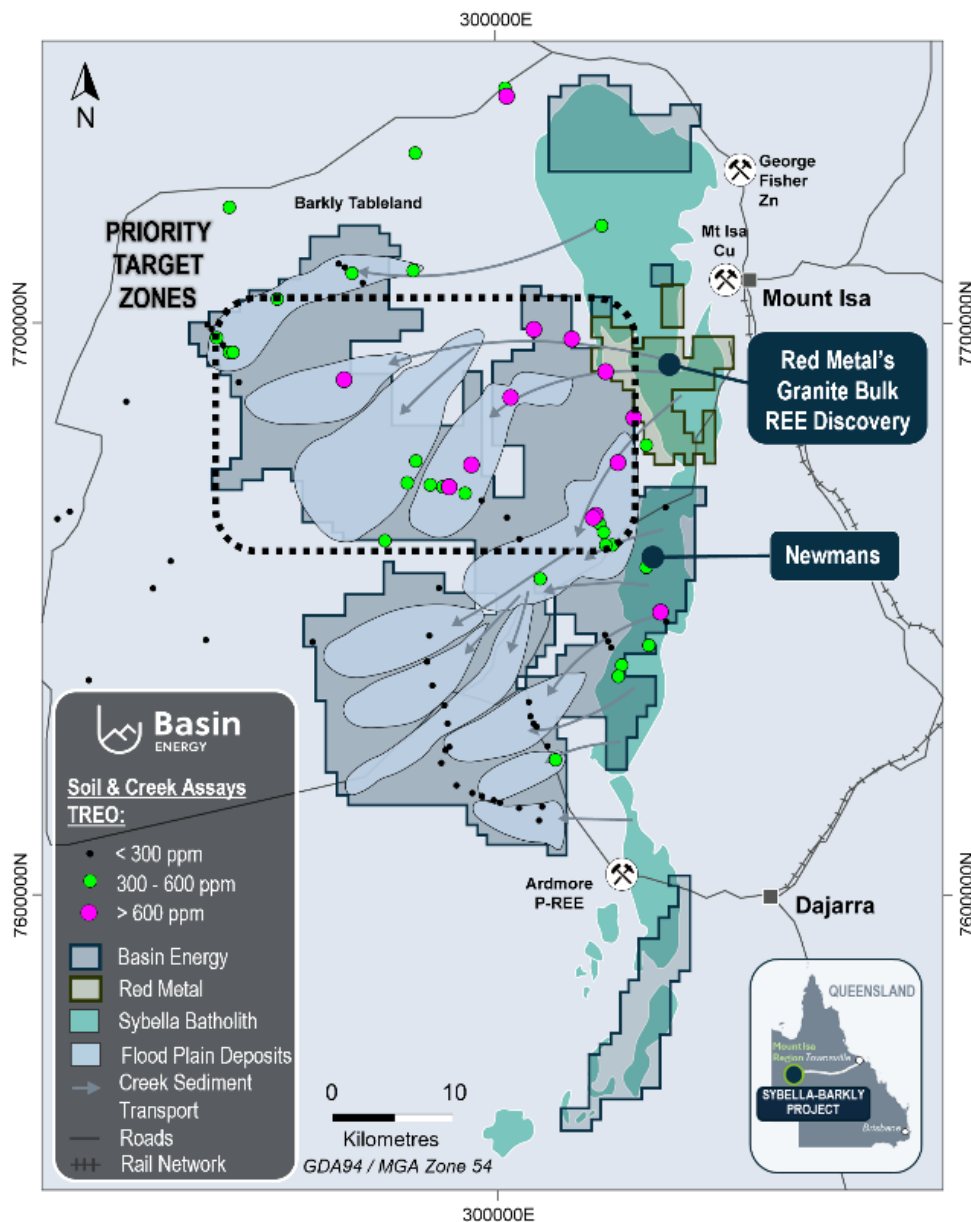 300000E
N
George
Fisher
Zn
Barkly Tableland
Mt Isa
Cu
PRIORITY
TARGET
ZONES
Mount Isa
7700000N
7700000N
Red Metal's
Granite Bulk
REE Discovery
Newmans
Basin
ENERGY
Soil & Creek Assays
TREO:
< 300 ppm
300 - 600 ppm
> 600 ppm
Basin Energy
Red Metal
Sybella Batholith
Flood Plain Deposits
Creek Sediment
Transport
Roads
Rail Network
Ardmore
P-REE
Dajarra
7600000N
7600000N
0 10
Kilometres
GDA94 / MGA Zone 54
QUEENSLAND
Mount Isa
Region
Townsville
SYBELLA-BARKLY
PROJECT
Brisbane
300000E